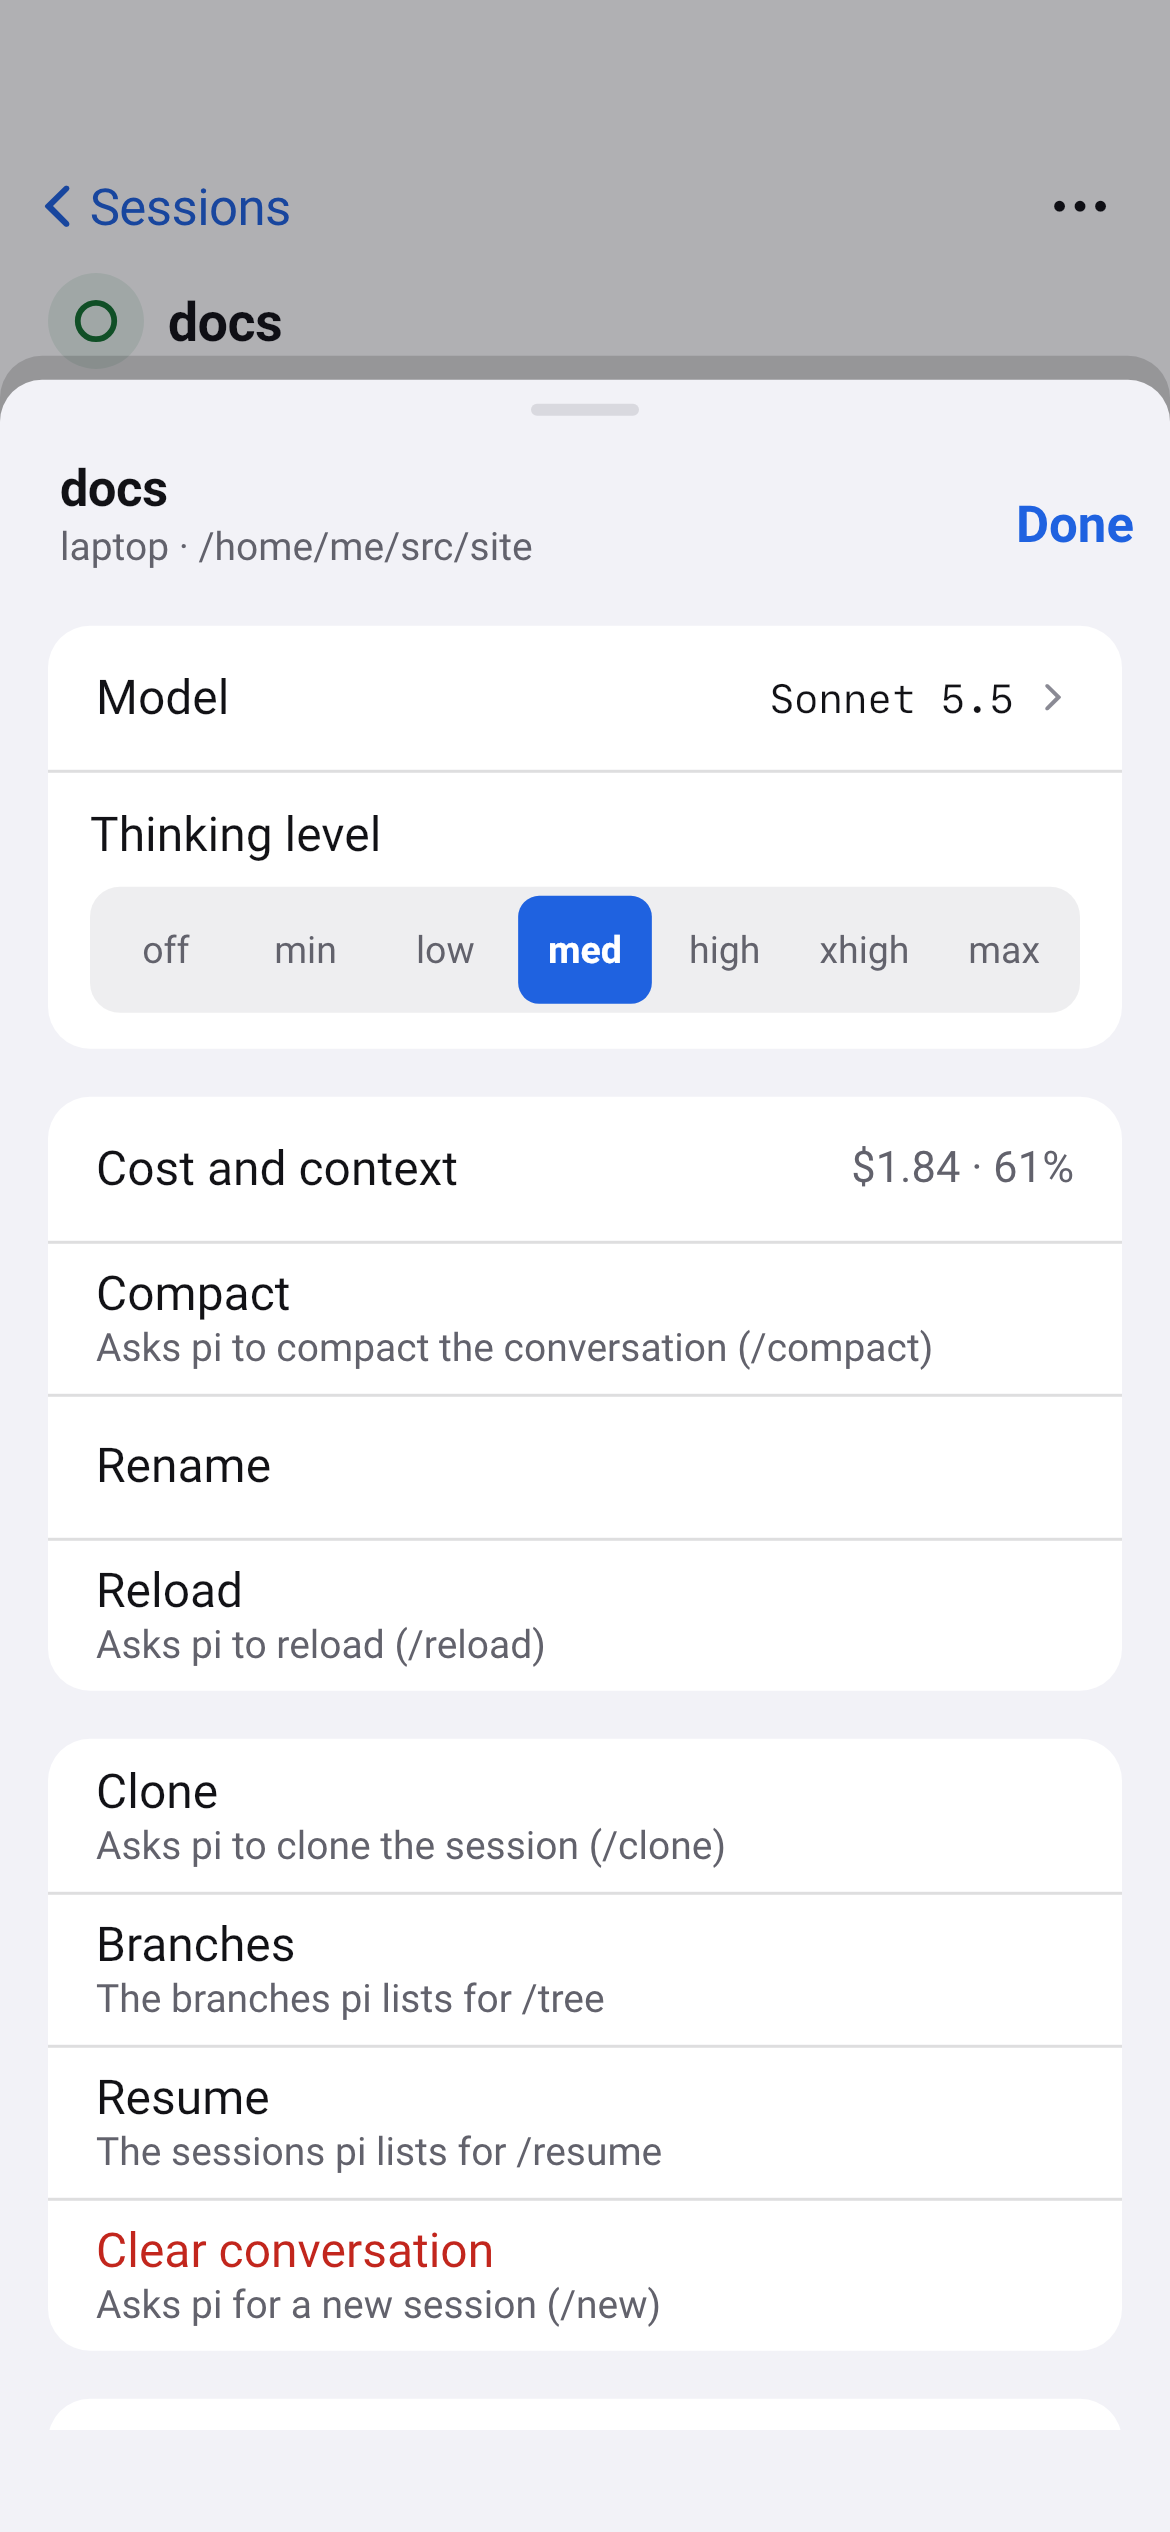 Sessions
docs
docs
laptop · /home/me/src/site
Done
Model
Sonnet 5.5
Thinking level
off min low med high xhigh max
Cost and context
$1.84 · 61%
Compact
Asks pi to compact the conversation (/compact)
Rename
Reload
Asks pi to reload (/reload)
Clone
Asks pi to clone the session (/clone)
Branches
The branches pi lists for /tree
Resume
The sessions pi lists for /resume
Clear conversation
Asks pi for a new session (/new)